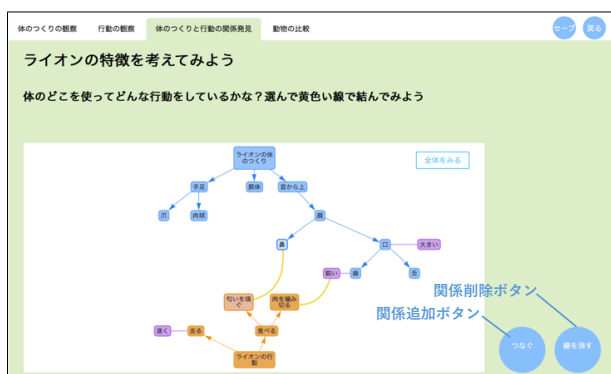 体のつくりの観察
行動の観察
体のつくりと行動の関係発見
動物の比較
セーブ
戻る
ライオンの特徴を考えてみよう
体のどこを使ってどんな行動をしているかな？選んで黄色い線で結んでみよう
全体をみる
ライオンの体
のつくり
手足
胴体
首から上
爪
肉球
顔
鼻
口
大きい
鋭い
歯
舌
匂いを嗅
ぐ
肉を噛み
切る
速く
走る
食べる
ライオンの行
動
関係削除ボタン
関係追加ボタン
つなぐ
線を消す